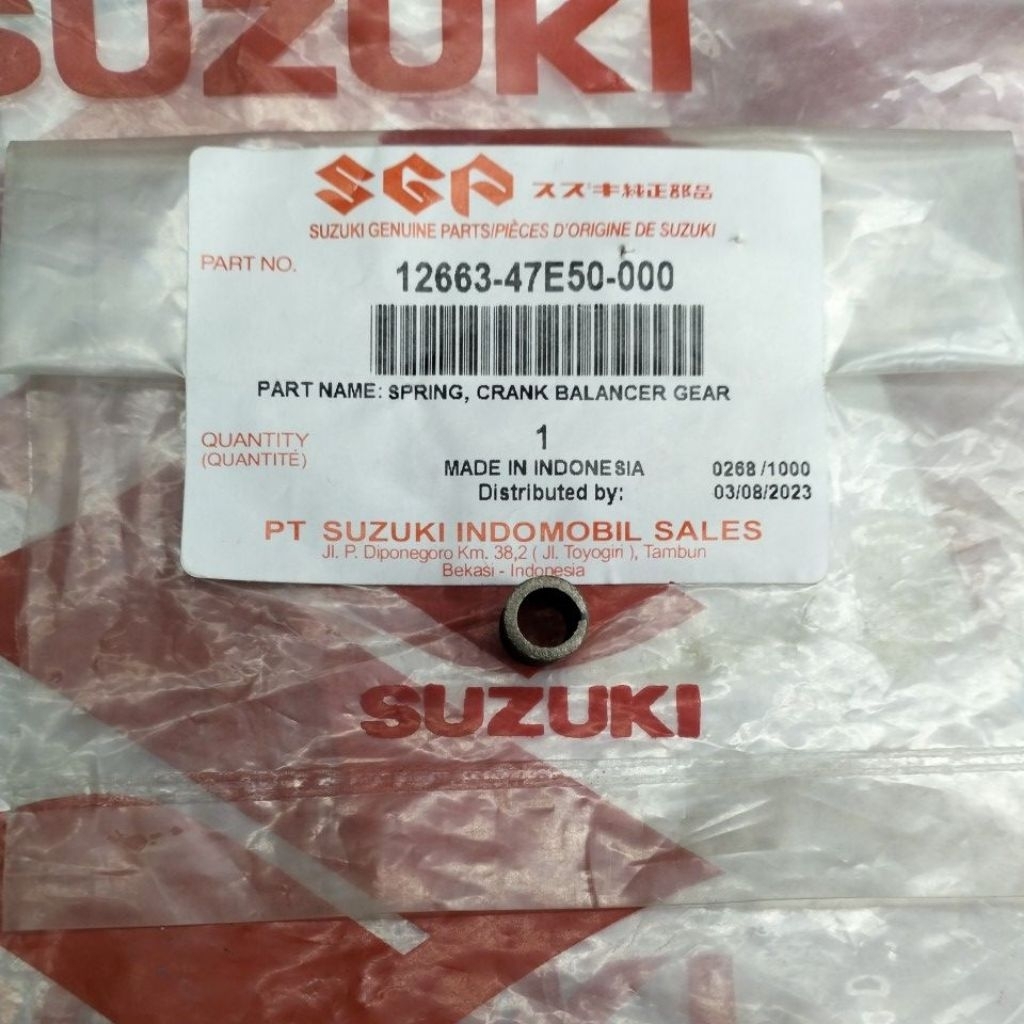 SUZUKI
SGP スズキ純正部品
SUZUKI GENUINE PARTS/PIÈCES D'ORIGINE DE SUZUKI
PART NO. 12663-47E50-000
PART NAME: SPRING, CRANK BALANCER GEAR
QUANTITY 1
(QUANTITÉ)
MADE IN INDONESIA 0268 /1000
Distributed by: 03/08/2023
PT SUZUKI INDOMOBIL SALES
Jl. P. Diponegoro Km. 38,2 ( Jl. Toyogiri ), Tambun
Bekasi - Indonesia
SUZUKI